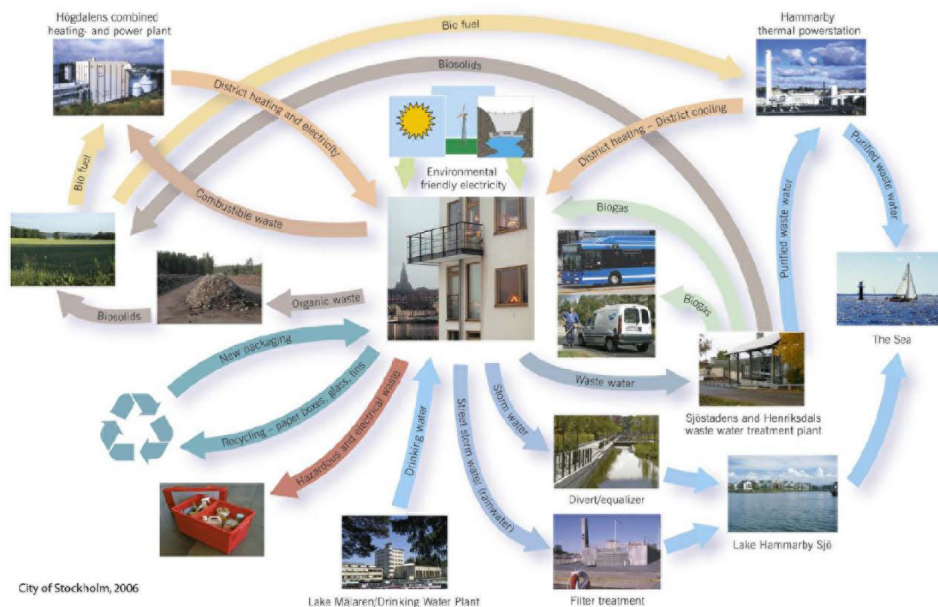 Högdalens combined
heating- and power plant
Hammarby
thermal powerstation
Bio fuel
Biosolids
District heating and electricity
District heating – District cooling
Environmental
friendly electricity
Bio fuel
Combustible waste
Biogas
Purified waste water
Purified waste water
Organic waste
Biosolids
Biogas
New packaging
The Sea
Waste water
Recycling – paper boxes, glass, tins
Sjöstadens and Henriksdals
waste water treatment plant
Hazardous and electrical waste
Drinking water
Storm water
Street storm water (rainwater)
Divert/equalizer
Lake Hammarby Sjö
City of Stockholm, 2006
Lake Mälaren/Drinking Water Plant
Filter treatment